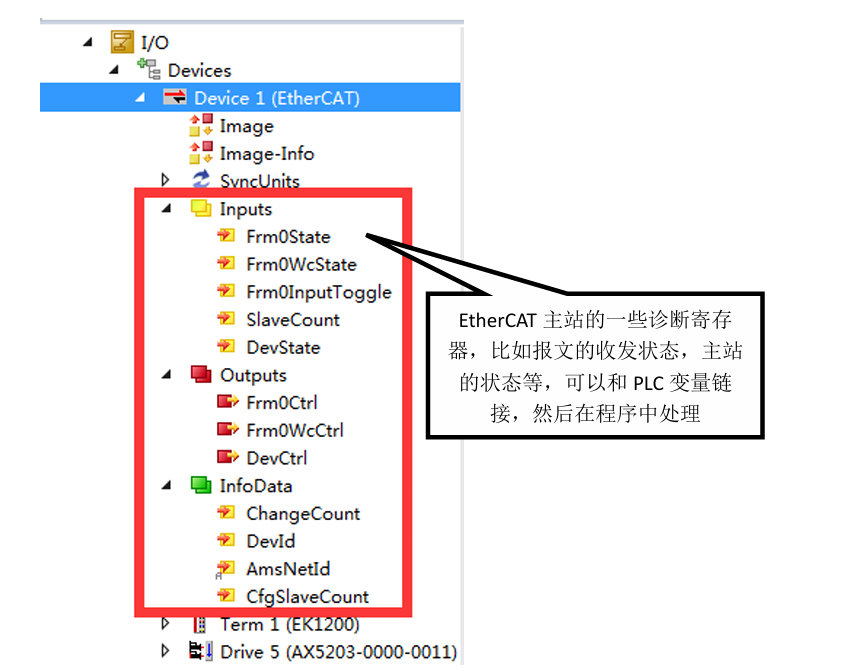 I/O
Devices
Device 1 (EtherCAT)
Image
Image-Info
SyncUnits
Inputs
Frm0State
Frm0WcState
Frm0InputToggle
SlaveCount
DevState
Outputs
Frm0Ctrl
Frm0WcCtrl
DevCtrl
InfoData
ChangeCount
DevId
AmsNetId
CfgSlaveCount
Term 1 (EK1200)
Drive 5 (AX5203-0000-0011)
EtherCAT 主站的一些诊断寄存
器，比如报文的收发状态，主站
的状态等，可以和 PLC 变量链
接，然后在程序中处理